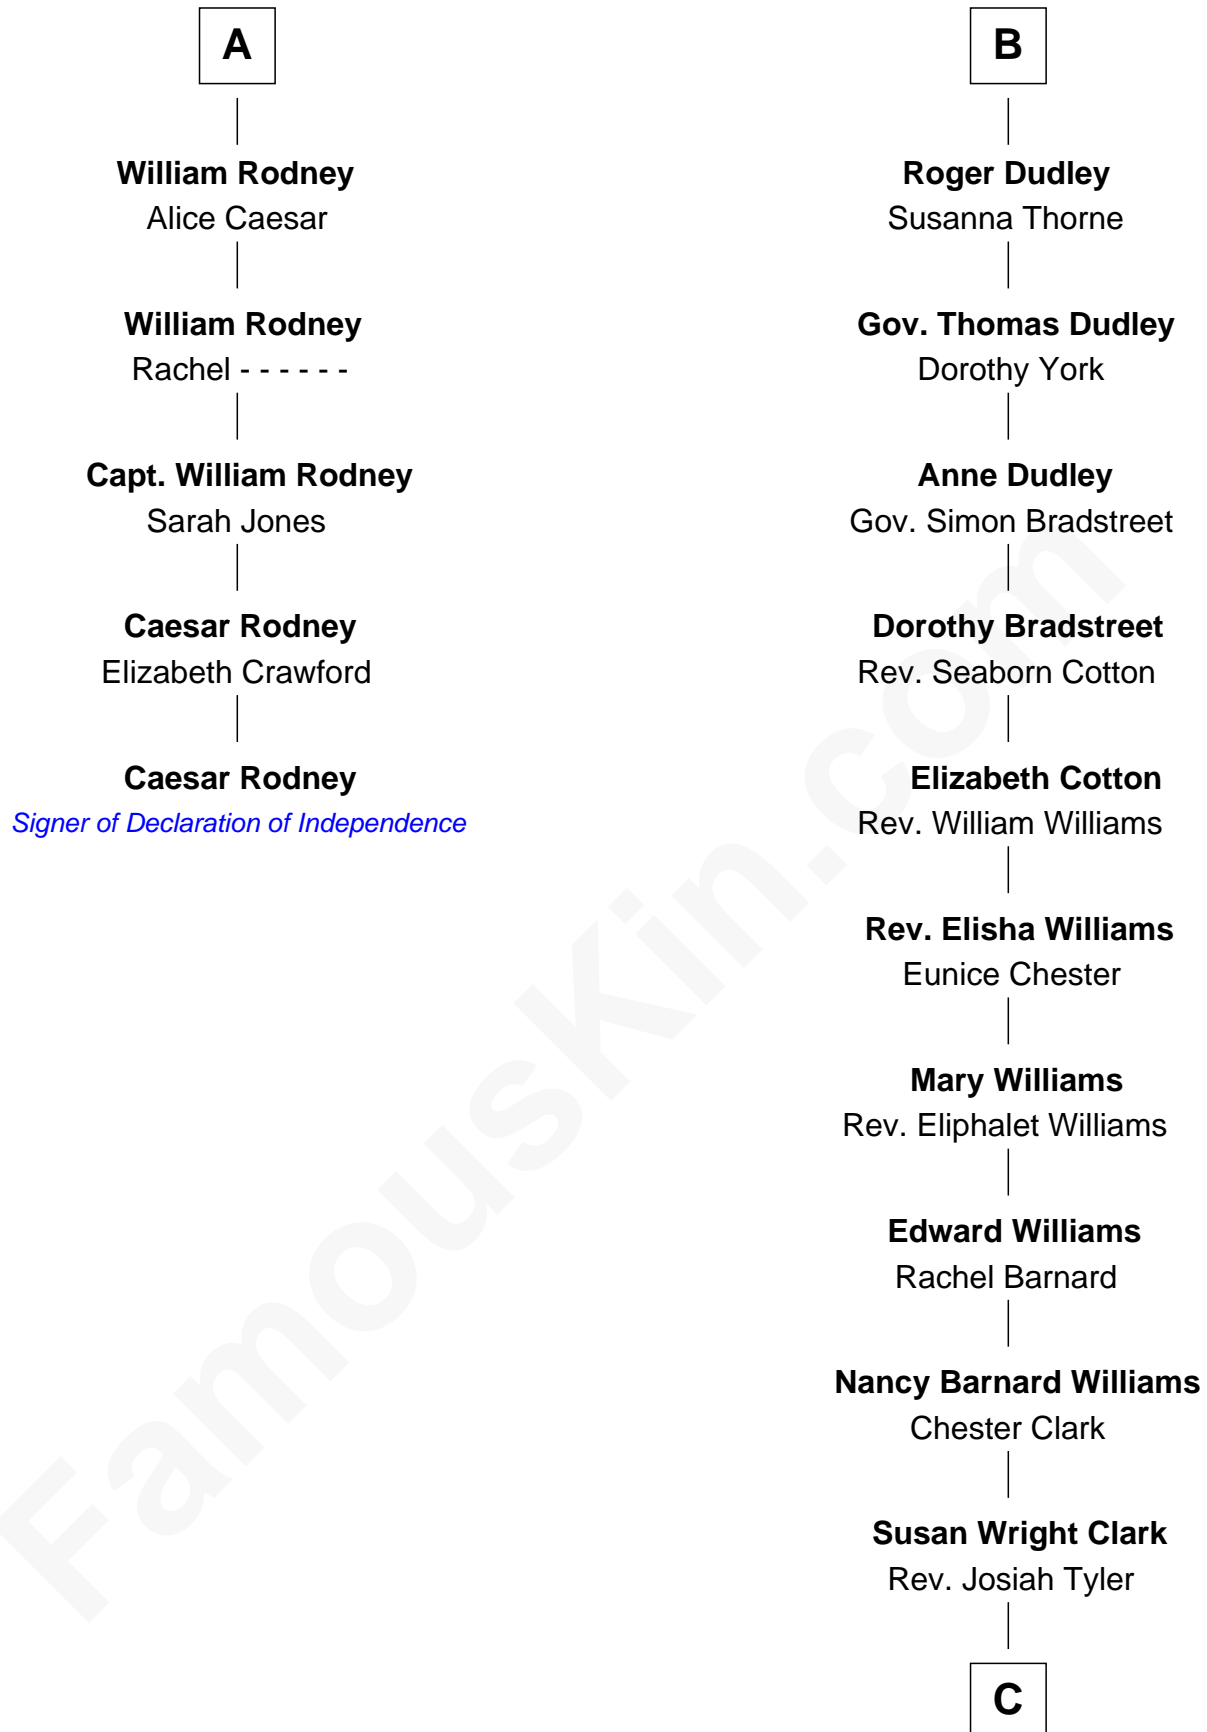 A
William Rodney
Alice Caesar
William Rodney
Rachel - - - - - -
Capt. William Rodney
Sarah Jones
Caesar Rodney
Elizabeth Crawford
Caesar Rodney
Signer of Declaration of Independence
B
Roger Dudley
Susanna Thorne
Gov. Thomas Dudley
Dorothy York
Anne Dudley
Gov. Simon Bradstreet
Dorothy Bradstreet
Rev. Seaborn Cotton
Elizabeth Cotton
Rev. William Williams
Rev. Elisha Williams
Eunice Chester
Mary Williams
Rev. Eliphalet Williams
Edward Williams
Rachel Barnard
Nancy Barnard Williams
Chester Clark
Susan Wright Clark
Rev. Josiah Tyler
C
FamousKin.com